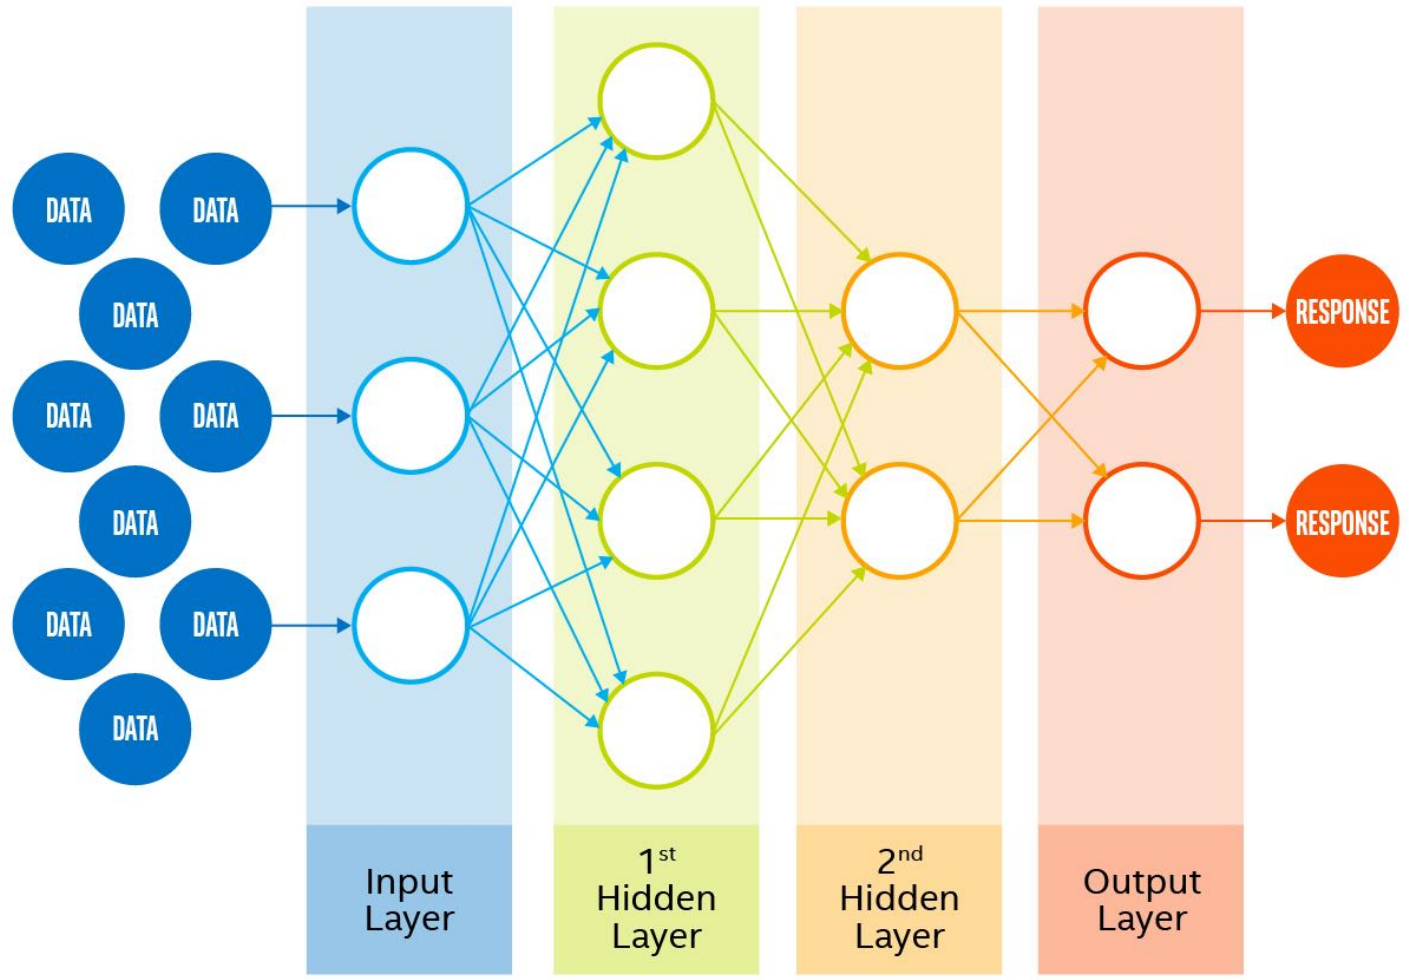 DATA
DATA
DATA
DATA
DATA
DATA
DATA
DATA
DATA
RESPONSE
RESPONSE
Input
Layer
1st
Hidden
Layer
2nd
Hidden
Layer
Output
Layer